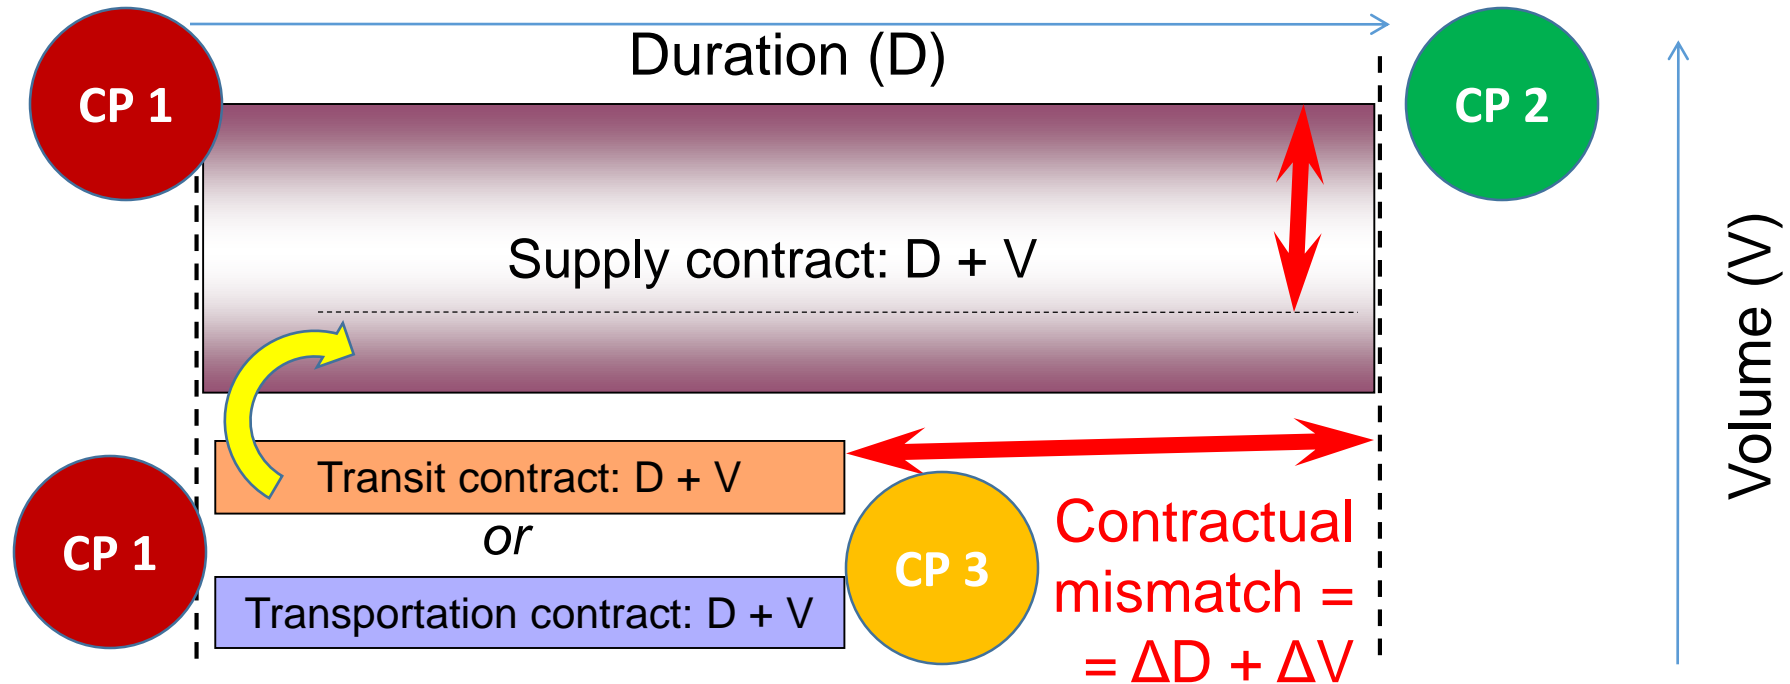 Duration (D)
CP 1
CP 2
Supply contract: D + V
Volume (V)
Transit contract: D + V
or
CP 1
CP 3
Transportation contract: D + V
Contractual
mismatch =
= ΔD + ΔV